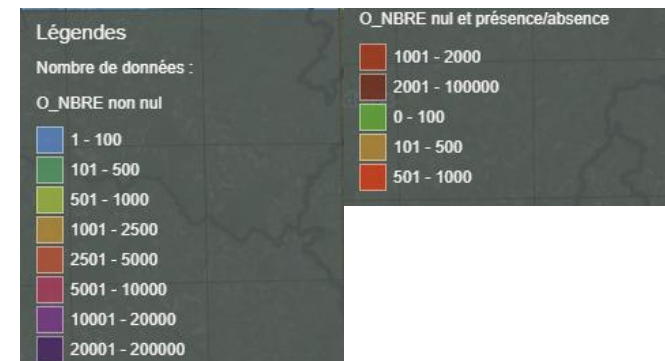 Légendes
Nombre de données :
O_NBRE non nul
1 - 100
101 - 500
501 - 1000
1001 - 2500
2501 - 5000
5001 - 10000
10001 - 20000
20001 - 200000
O_NBRE nul et présence/absence
1001 - 2000
2001 - 100000
0 - 100
101 - 500
501 - 1000